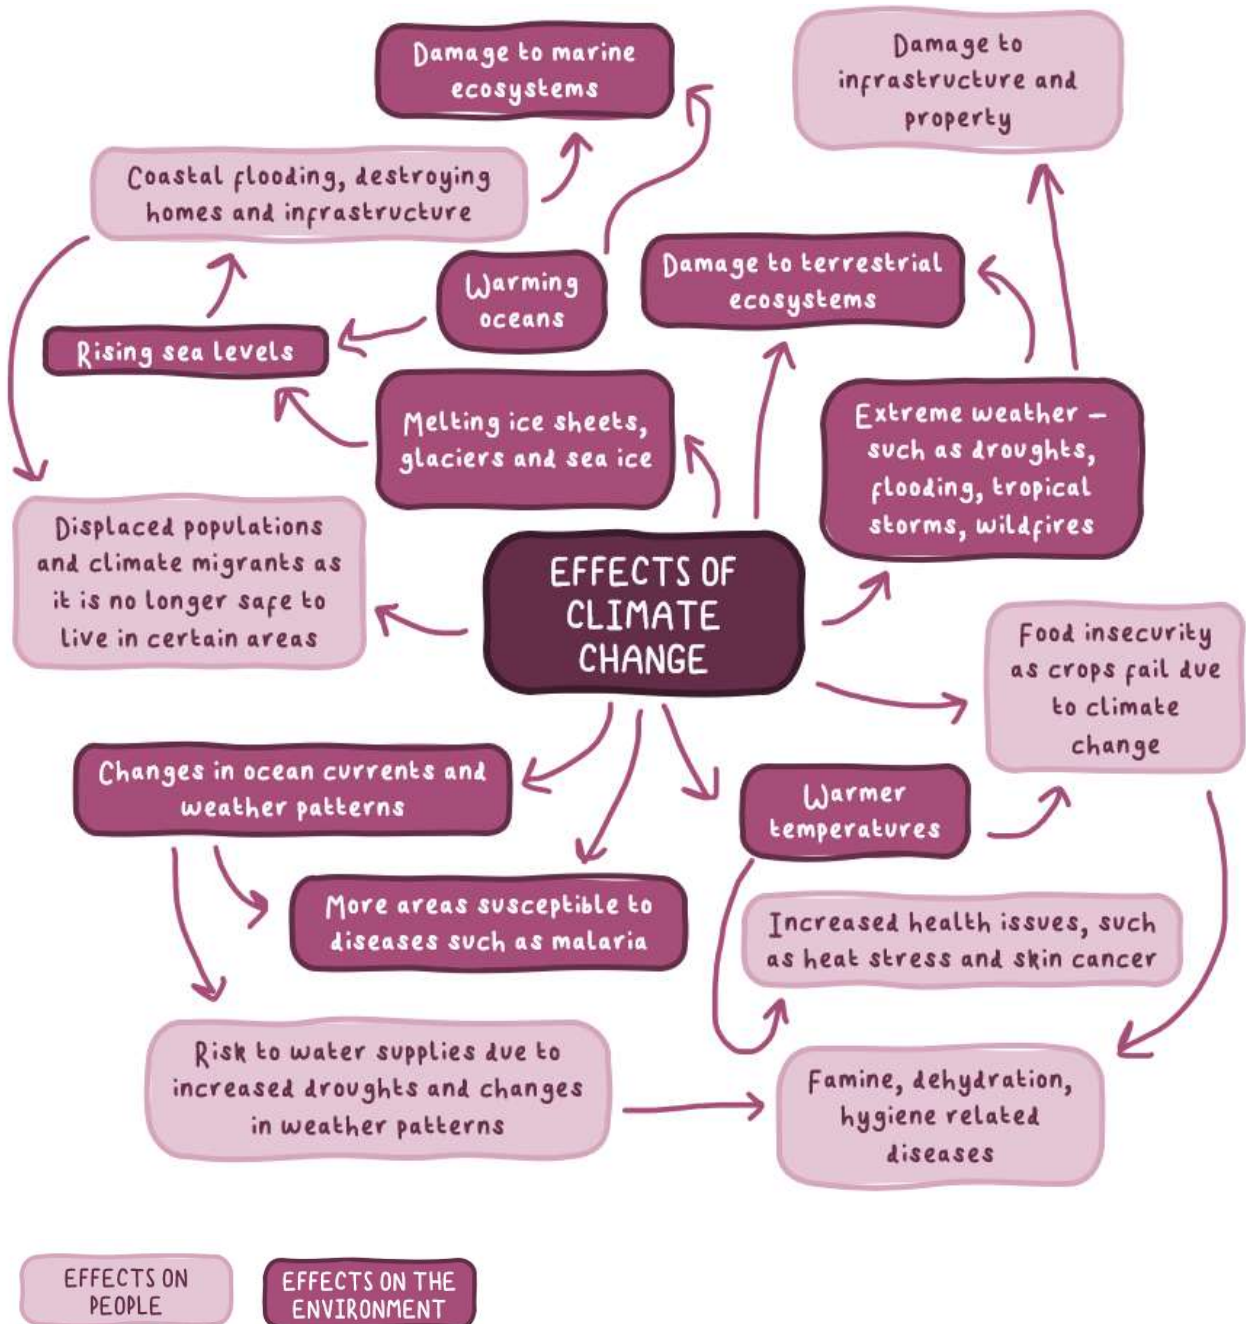 Damage to marine
ecosystems
Damage to
infrastructure and
property
Coastal flooding, destroying
homes and infrastructure
Warming
oceans
Damage to terrestrial
ecosystems
Rising sea levels
Melting ice sheets,
glaciers and sea ice
Extreme weather –
such as droughts,
flooding, tropical
storms, wildfires
Displaced populations
and climate migrants as
it is no longer safe to
live in certain areas
EFFECTS OF
CLIMATE
CHANGE
Food insecurity
as crops fail due
to climate
change
Changes in ocean currents and
weather patterns
Warmer
temperatures
More areas susceptible to
diseases such as malaria
Increased health issues, such
as heat stress and skin cancer
Risk to water supplies due to
increased droughts and changes
in weather patterns
Famine, dehydration,
hygiene related
diseases
EFFECTS ON
PEOPLE
EFFECTS ON THE
ENVIRONMENT